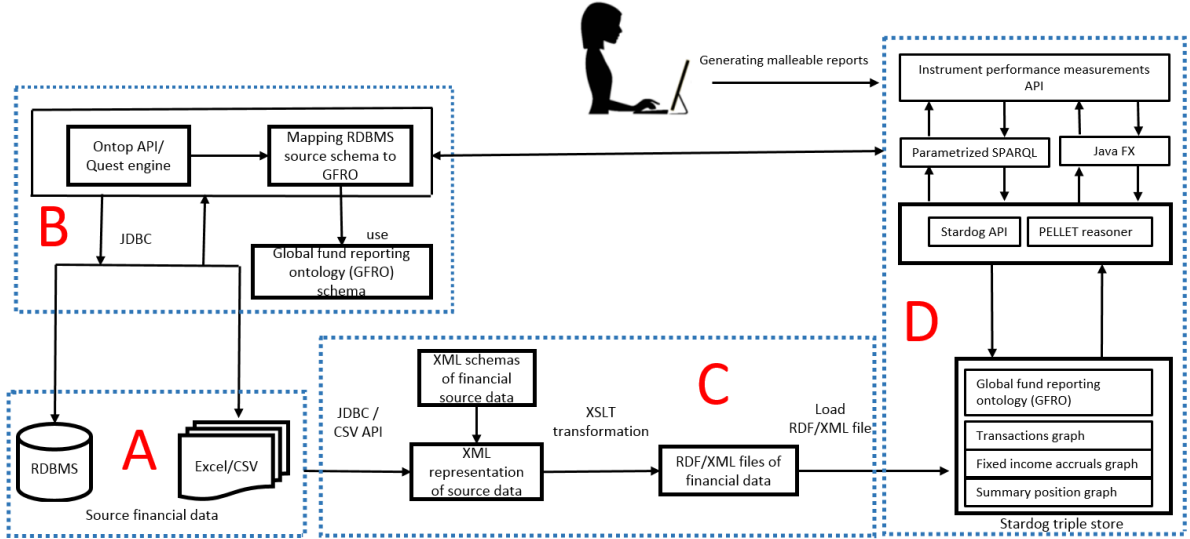 Generating malleable reports
Instrument performance measurements
API
Parametrized SPARQL
Java FX
Stardog API
PELLET reasoner
D
Global fund reporting
ontology (GFRO)
Transactions graph
Fixed income accruals graph
Summary position graph
Stardog triple store
Ontop API/
Quest engine
Mapping RDBMS
source schema to
GFRO
B
JDBC
use
Global fund reporting
ontology (GFRO)
schema
A
RDBMS
Excel/CSV
Source financial data
C
JDBC /
CSV API
XML schemas
of financial
source data
XML
representation
of source data
XSLT
transformation
RDF/XML files of
financial data
Load
RDF/XML file